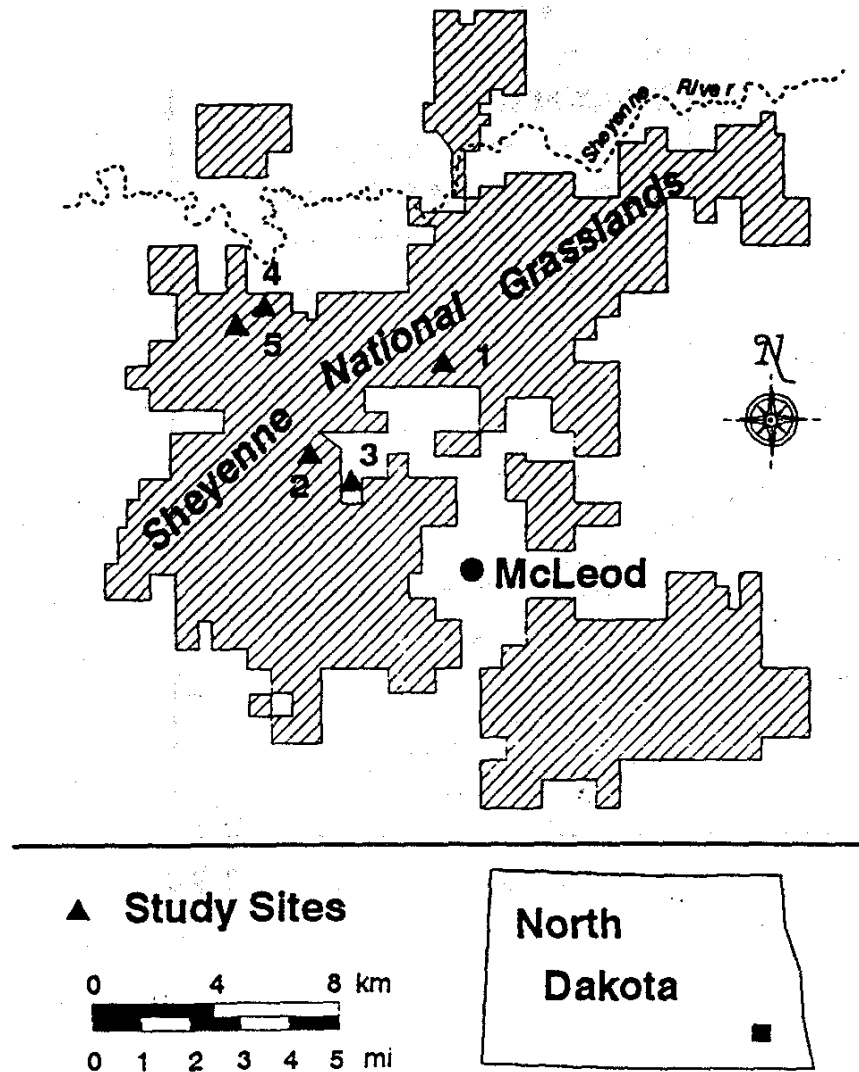 Sheyenne River
Sheyenne National Grasslands
4
5
1
N
2
3
McLeod
Study Sites
0 4 8 km
0 1 2 3 4 5 mi
North
Dakota